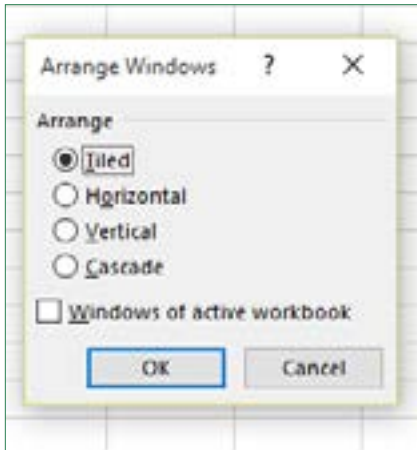 Arrange Windows ?
Arrange
Tiled
Horizontal
Vertical
Cascade
Windows of active workbook
OK Cancel